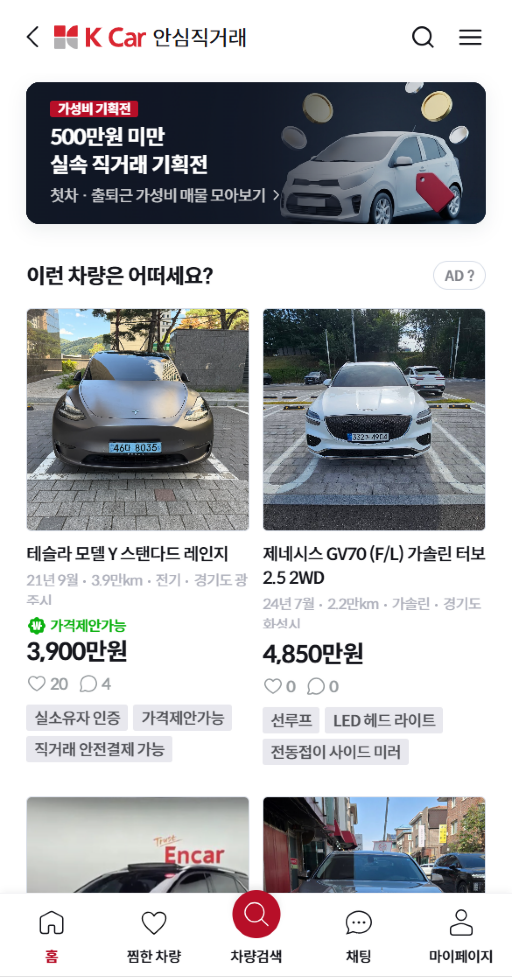 K Car 안심직거래
가성비 기획전
500만원 미만
실속 직거래 기획전
첫차 · 출퇴근 가성비 매물 모아보기 >
이런 차량은 어떠세요?
AD ?
테슬라 모델 Y 스탠다드 레인지
21년 9월 · 3.9만km · 전기 · 경기도 광
주시
가격제안가능
3,900만원
20 4
실소유자 인증 가격제안가능
직거래 안전결제 가능
제네시스 GV70 (F/L) 가솔린 터보
2.5 2WD
24년 7월 · 2.2만km · 가솔린 · 경기도
화성시
4,850만원
0 0
선루프 LED 헤드 라이트
전동접이 사이드 미러
Trust
Encar
홈 찜한 차량 차량검색 채팅 마이페이지